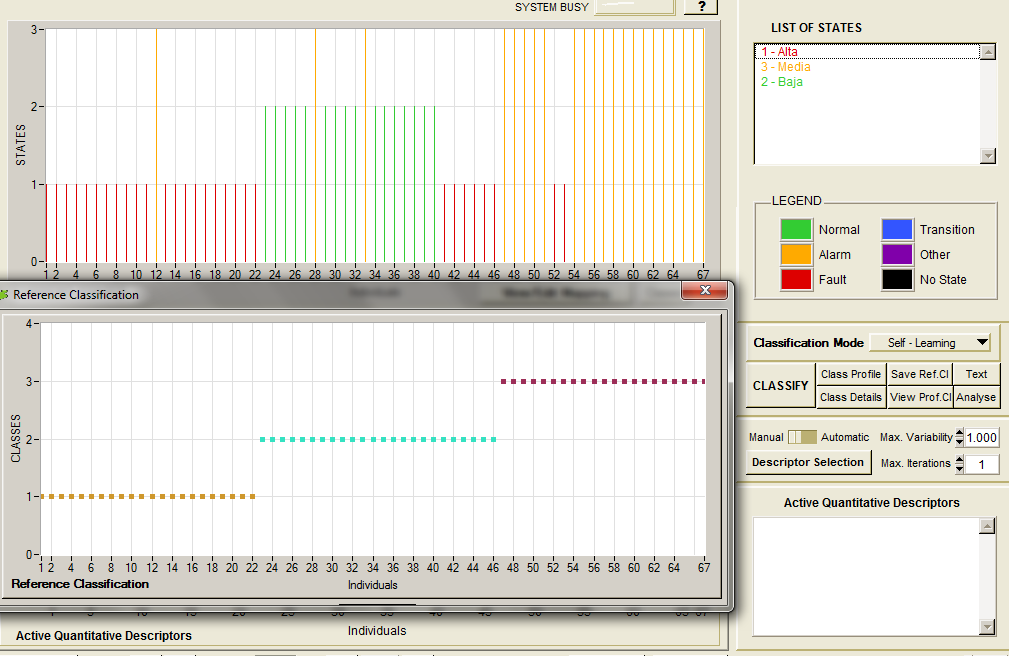 SYSTEM BUSY
?
3
2
1
0
STATES
1 2 4 6 8 10 12 14 16 18 20 22 24 26 28 30 32 34 36 38 40 42 44 46 48 50 52 54 56 58 60 62 64 67
Reference Classification
X
4
3
2
1
0
CLASSES
1 2 4 6 8 10 12 14 16 18 20 22 24 26 28 30 32 34 36 38 40 42 44 46 48 50 52 54 56 58 60 62 64 67
Reference Classification
Individuals
Active Quantitative Descriptors
Individuals
LIST OF STATES
1 - Alta
3 - Media
2 - Baja
LEGEND
Normal Transition
Alarm Other
Fault No State
Classification Mode Self - Learning
CLASSIFY
Class Profile Save Ref.Cl Text
Class Details View Prof.Cl Analyse
Manual Automatic Max. Variability 1.000
Descriptor Selection Max. Iterations 1
Active Quantitative Descriptors